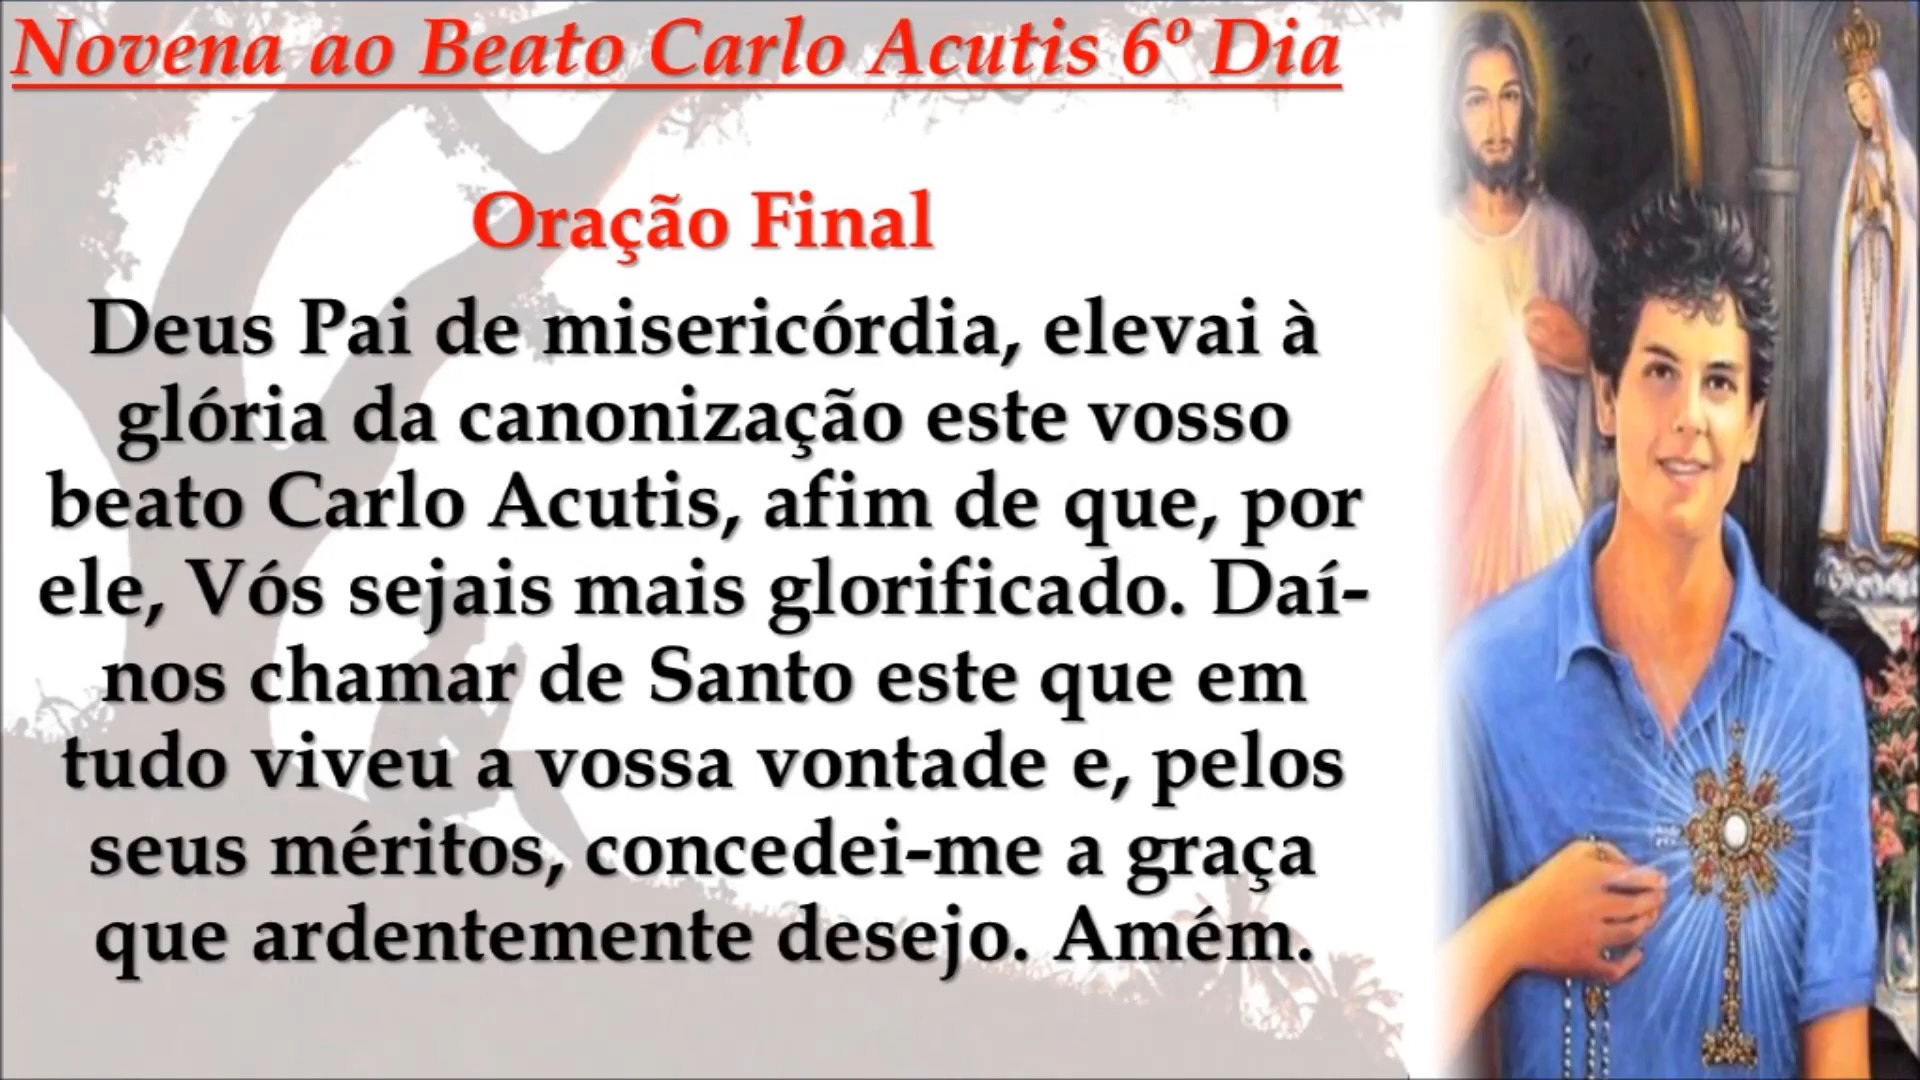 Novena ao Beato Carlo Acutis 6º Dia
Oração Final
Deus Pai de misericórdia, elevai à
glória da canonização este vosso
beato Carlo Acutis, afim de que, por
ele, Vós sejais mais glorificado. Daí-
nos chamar de Santo este que em
tudo viveu a vossa vontade e, pelos
seus méritos, concedei-me a graça
que ardentemente desejo. Amém.